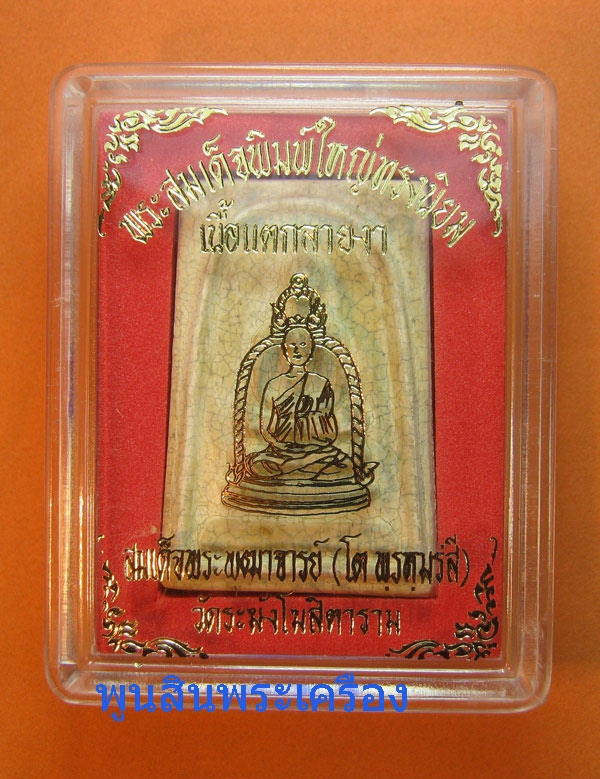 พระสมเด็จพิมพ์ใหญ่ทรงนิยม
เนื้อแตกลายงา
สมเด็จพระพุฒาจารย์ (โต พฺรหฺมรํสี)
วัดระฆังโฆสิตาราม
พูนสินพระเครื่อง